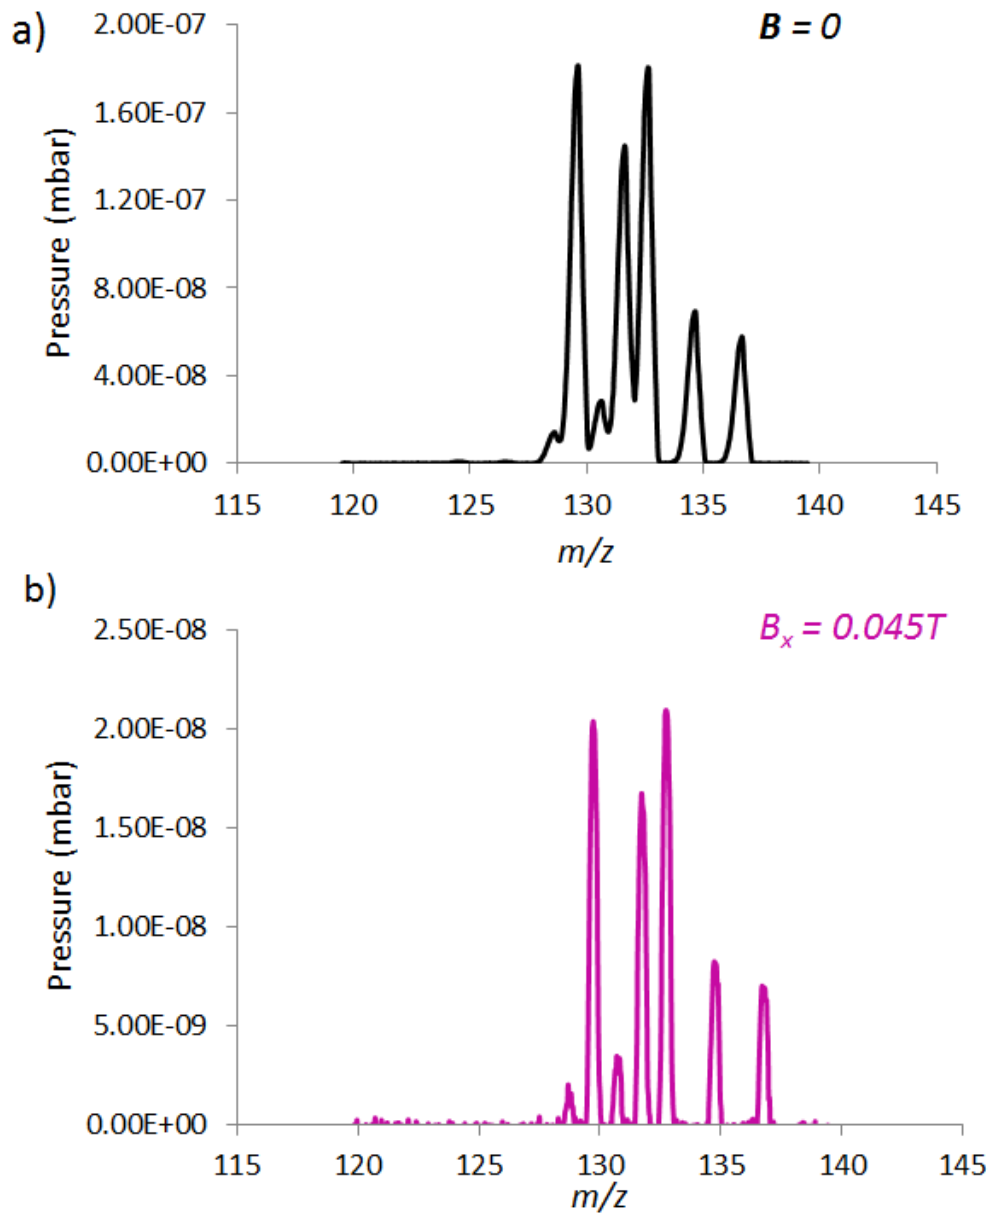 a)
B = 0
2.00E-07
1.60E-07
1.20E-07
8.00E-08
4.00E-08
0.00E+00
Pressure (mbar)
115 120 125 130 135 140 145
m/z
b)
Bx = 0.045T
2.50E-08
2.00E-08
1.50E-08
1.00E-08
5.00E-09
0.00E+00
Pressure (mbar)
115 120 125 130 135 140 145
m/z